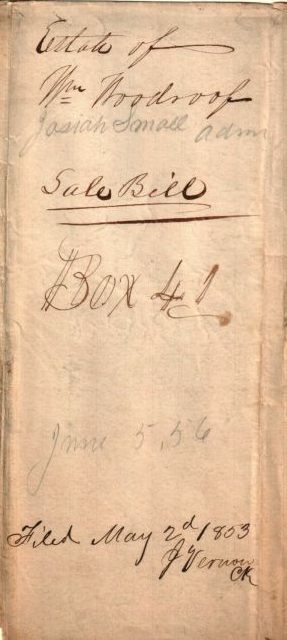 Estate of
Wm Woodroof
Josiah Small adm
Sale Bill
Box 41
June 5, 56
Filed May 2d 1853
J Vernon
Ck